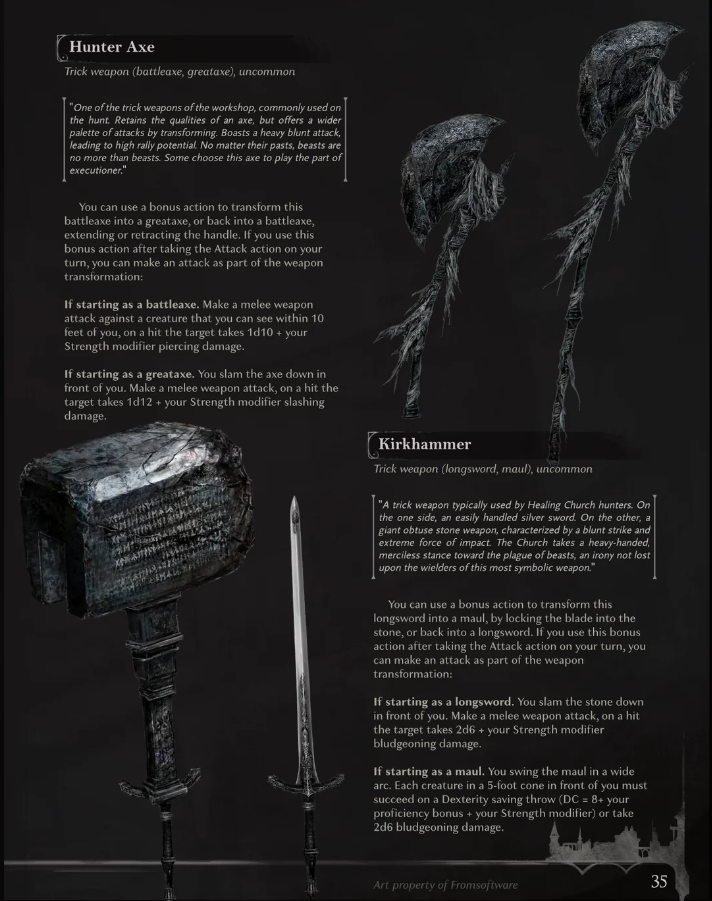 Hunter Axe
Trick weapon (battleaxe, greataxe), uncommon
"One of the trick weapons of the workshop, commonly used on
the hunt. Retains the qualities of an axe, but offers a wider
palette of attacks by transforming. Boasts a heavy blunt attack,
leading to high rally potential. No matter their pasts, beasts are
no more than beasts. Some choose this axe to play the part of
executioner."
You can use a bonus action to transform this
battleaxe into a greataxe, or back into a battleaxe,
extending or retracting the handle. If you use this
bonus action after taking the Attack action on your
turn, you can make an attack as part of the weapon
transformation:
If starting as a battleaxe. Make a melee weapon
attack against a creature that you can see within 10
feet of you, on a hit the target takes 1d10 + your
Strength modifier piercing damage.
If starting as a greataxe. You slam the axe down in
front of you. Make a melee weapon attack, on a hit the
target takes 1d12 + your Strength modifier slashing
damage.
Kirkhammer
Trick weapon (longsword, maul), uncommon
"A trick weapon typically used by Healing Church hunters. On
the one side, an easily handled silver sword. On the other, a
giant obtuse stone weapon, characterized by a blunt strike and
extreme force of impact. The Church takes a heavy-handed,
merciless stance toward the plague of beasts, an irony not lost
upon the wielders of this most symbolic weapon."
You can use a bonus action to transform this
longsword into a maul, by locking the blade into the
stone, or back into a longsword. If you use this bonus
action after taking the Attack action on your turn, you
can make an attack as part of the weapon
transformation:
If starting as a longsword. You slam the stone down
in front of you. Make a melee weapon attack, on a hit
the target takes 2d6 + your Strength modifier
bludgeoning damage.
If starting as a maul. You swing the maul in a wide
arc. Each creature in a 5-foot cone in front of you must
succeed on a Dexterity saving throw (DC = 8+ your
proficiency bonus + your Strength modifier) or take
2d6 bludgeoning damage.
Art property of Fromsoftware
35